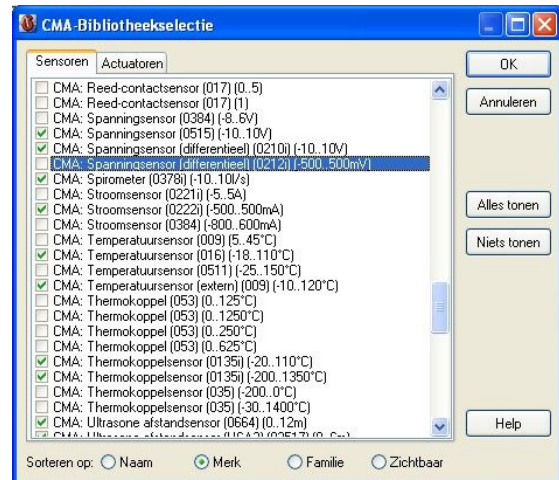 CMA-Bibliotheekselectie
Sensoren
Actuatoren
CMA: Reed-contactsensor (017) (0..5)
CMA: Reed-contactsensor (017) (1)
CMA: Spanningsensor (0384) (-8..6V)
CMA: Spanningsensor (0515) (-10..10V)
CMA: Spanningsensor (differentieel) (0210i) (-10..10V)
CMA: Spanningsensor (differentieel) (0212i) (-500..500mV)
CMA: Spirometer (0378i) (-10..10l/s)
CMA: Stroomsensor (0221i) (-5..5A)
CMA: Stroomsensor (0222i) (-500..500mA)
CMA: Stroomsensor (0384) (-800..600mA)
CMA: Temperatuursensor (009) (5..45°C)
CMA: Temperatuursensor (016) (-18..110°C)
CMA: Temperatuursensor (0511) (-25..150°C)
CMA: Temperatuursensor (extern) (009) (-10..120°C)
CMA: Thermokoppel (053) (0..125°C)
CMA: Thermokoppel (053) (0..1250°C)
CMA: Thermokoppel (053) (0..250°C)
CMA: Thermokoppel (053) (0..625°C)
CMA: Thermokoppelsensor (0135i) (-20..110°C)
CMA: Thermokoppelsensor (0135i) (-200..1350°C)
CMA: Thermokoppelsensor (035) (-200..0°C)
CMA: Thermokoppelsensor (035) (-30..1400°C)
CMA: Ultrasone afstandsensor (0664) (0..12m)
CMA: Ultrasone afstandsensor
OK
Annuleren
Alles tonen
Niets tonen
Help
Sorteren op: Naam Merk Familie Zichtbaar